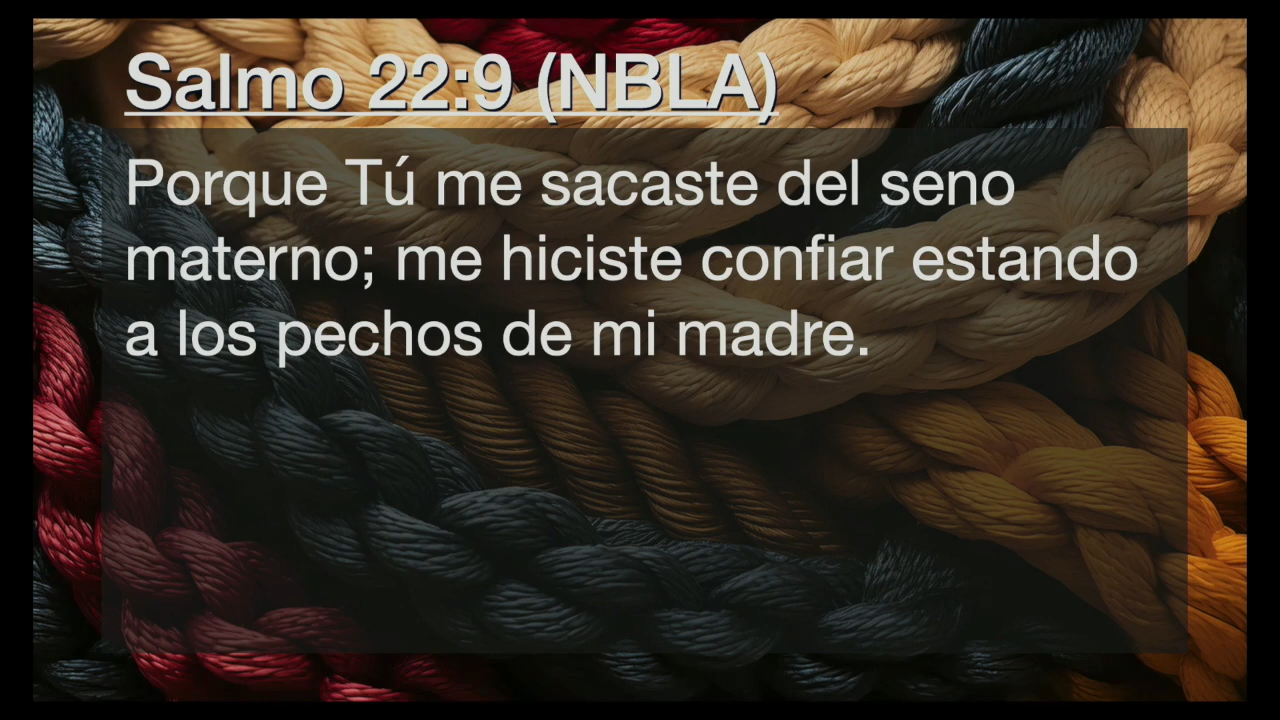 Salmo 22:9 (NBLA)
Porque Tú me sacaste del seno
materno; me hiciste confiar estando
a los pechos de mi madre.